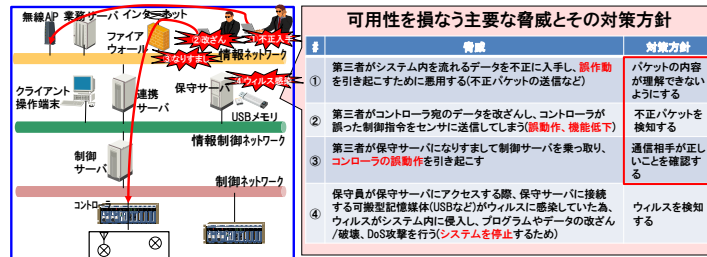 無線AP 業務サーバ インターネット
ファイアウォール
②改ざん
①不正入手
③なりすまし
情報ネットワーク
④ウィルス感染
クライアント操作端末
連携サーバ
保守サーバ
USBメモリ
情報制御ネットワーク
制御サーバ
制御ネットワーク
コントローラ
可用性を損なう主要な脅威とその対策方針
# 脅威 対策方針
① 第三者がシステム内を流れるデータを不正に入手し、誤作動
を引き起こすために悪用する(不正パケットの送信など)
パケットの内容
が理解できない
ようにする
② 第三者がコントローラ宛のデータを改ざんし、コントローラが
誤った制御指令をセンサに送信してしまう(誤動作、機能低下)
不正パケットを
検知する
③ 第三者が保守サーバになりすまして制御サーバを乗っ取り、
コンローラの誤動作を引き起こす
通信相手が正し
いことを確認す
る
④ 保守員が保守サーバにアクセスする際、保守サーバに接続
する可搬型記憶媒体(USBなど)がウィルスに感染していた為、
ウィルスがシステム内に侵入し、プログラムやデータの改ざん
/破壊、DoS攻撃を行う(システムを停止するため)
ウィルスを検知
する